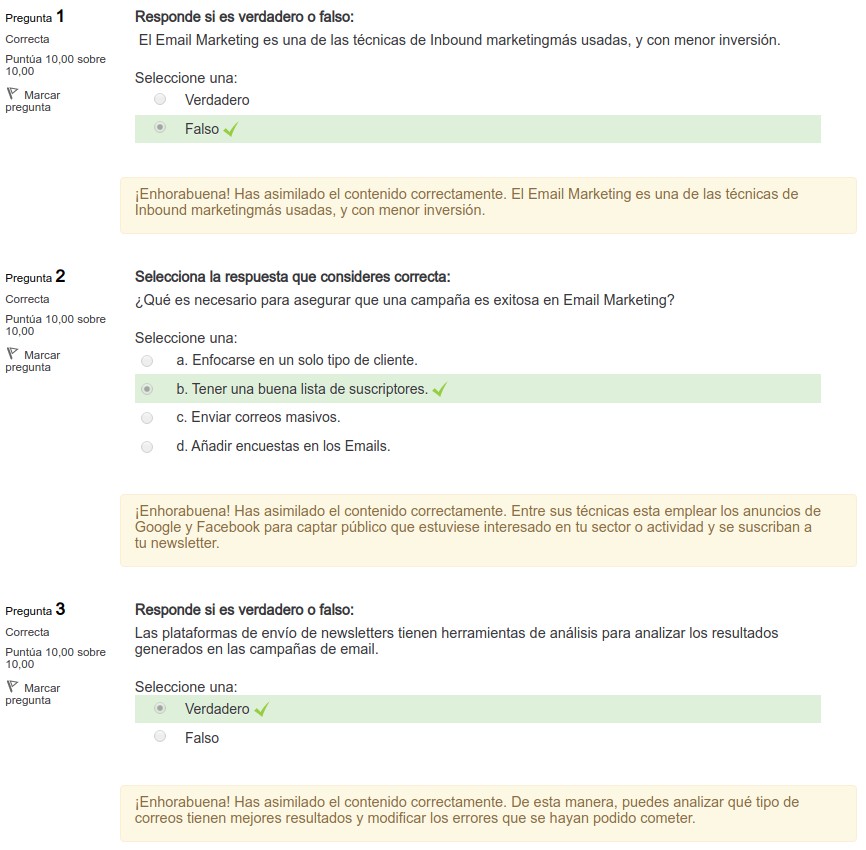 Pregunta 1
Correcta
Puntúa 10,00 sobre
10,00
Marcar
pregunta
Responde si es verdadero o falso:
El Email Marketing es una de las técnicas de Inbound marketingmás usadas, y con menor inversión.
Seleccione una:
Verdadero
Falso
¡Enhorabuena! Has asimilado el contenido correctamente. El Email Marketing es una de las técnicas de
Inbound marketingmás usadas, y con menor inversión.
Pregunta 2
Correcta
Puntúa 10,00 sobre
10,00
Marcar
pregunta
Selecciona la respuesta que consideres correcta:
¿Qué es necesario para asegurar que una campaña es exitosa en Email Marketing?
Seleccione una:
a. Enfocarse en un solo tipo de cliente.
b. Tener una buena lista de suscriptores.
c. Enviar correos masivos.
d. Añadir encuestas en los Emails.
¡Enhorabuena! Has asimilado el contenido correctamente. Entre sus técnicas esta emplear los anuncios de
Google y Facebook para captar público que estuviese interesado en tu sector o actividad y se suscriban a
tu newsletter.
Pregunta 3
Correcta
Puntúa 10,00 sobre
10,00
Marcar
pregunta
Responde si es verdadero o falso:
Las plataformas de envío de newsletters tienen herramientas de análisis para analizar los resultados
generados en las campañas de email.
Seleccione una:
Verdadero
Falso
¡Enhorabuena! Has asimilado el contenido correctamente. De esta manera, puedes analizar qué tipo de
correos tienen mejores resultados y modificar los errores que se hayan podido cometer.